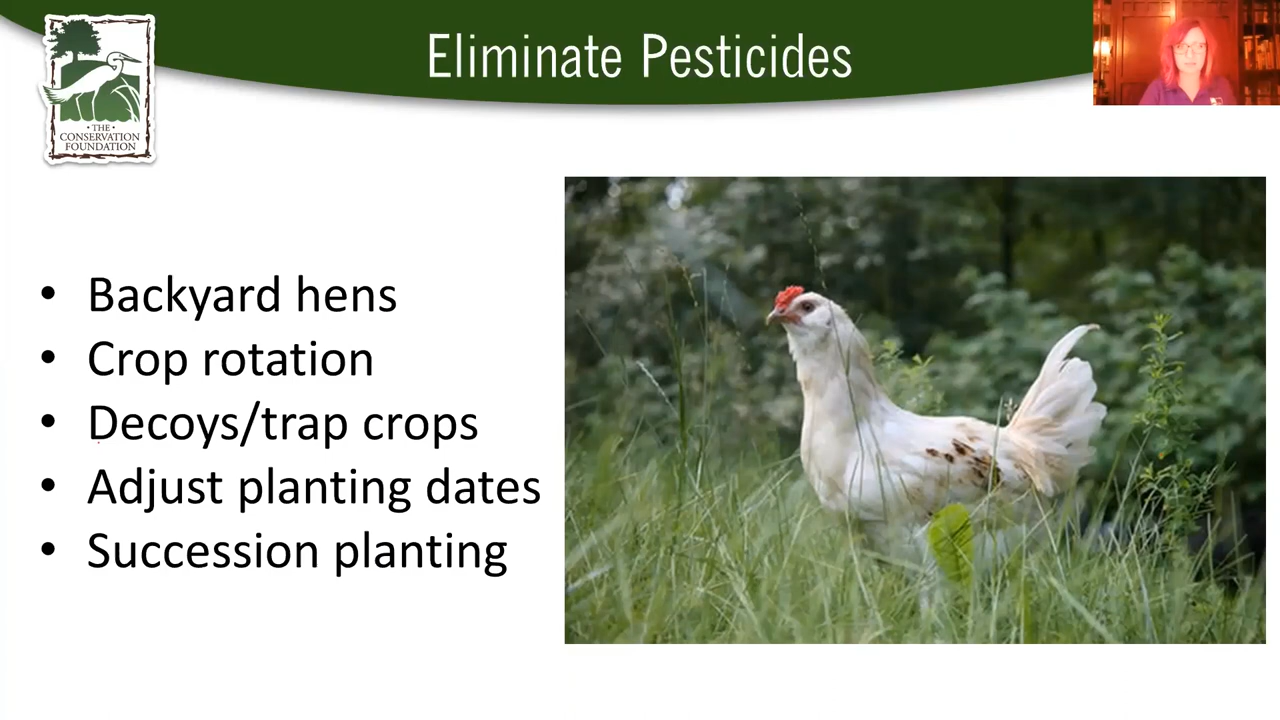 Eliminate Pesticides
• THE •
CONSERVATION
FOUNDATION
• Backyard hens
• Crop rotation
• Decoys/trap crops
• Adjust planting dates
• Succession planting